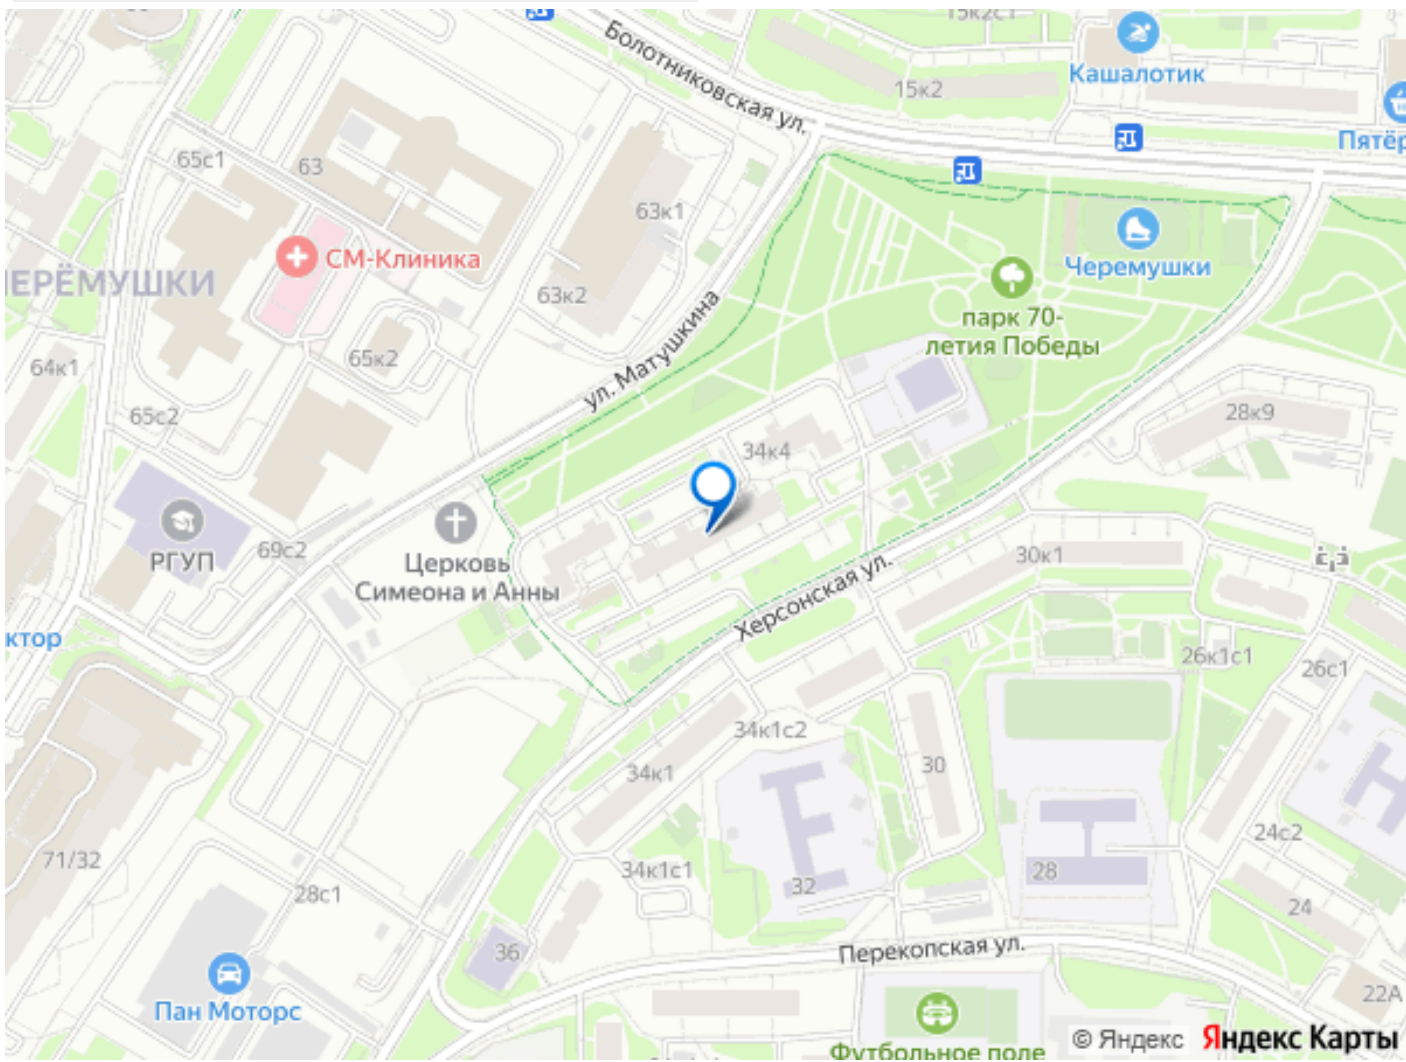 15к2с1
Болотниковская ул.
15к2
Кашалотик
Пятёр
65с1
63
63к1
СМ-Клиника
ЕРЁМУШКИ
63к2
Черемушки
парк 70-
летия Победы
ул. Матушкина
65к2
64к1
65с2
28к9
34к4
РГУП
69с2
Церковь
Симеона и Анны
Херсонская ул.
30к1
ктор
26к1с1
26с1
34к1с2
34к1
30
24с2
71/32
34к1с1
32
28
28с1
24
36
Перекопская ул.
Пан Моторс
22А
Футбольное поле
© Яндекс Яндекс Карты